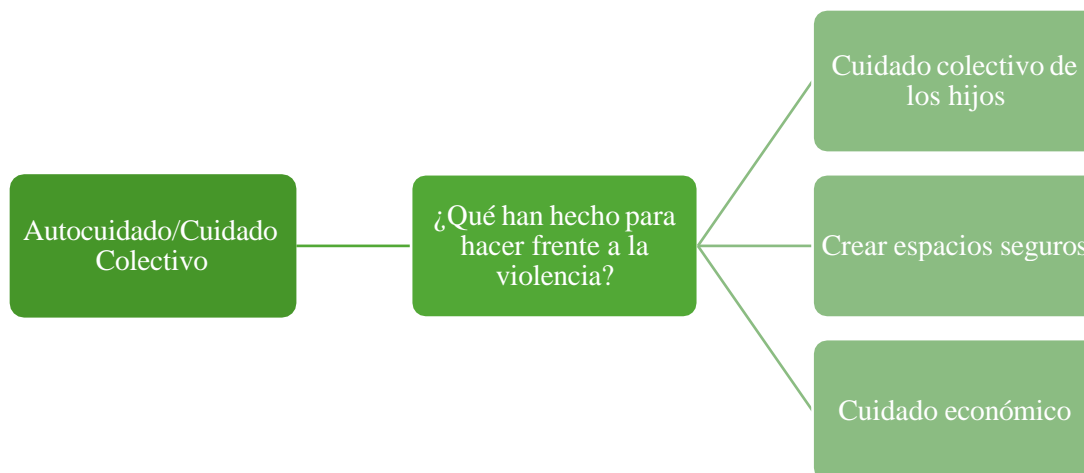 Autocuidado/Cuidado
Colectivo
¿Qué han hecho para
hacer frente a la
violencia?
Cuidado colectivo de
los hijos
Crear espacios seguros
Cuidado económico